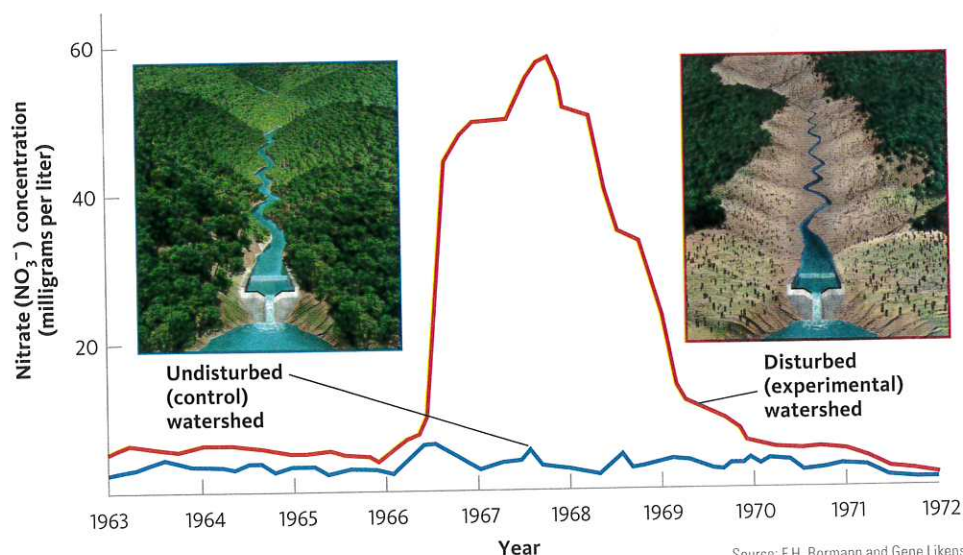 Nitrate (NO₃⁻) concentration
(milligrams per liter)
60
40
20
Undisturbed
(control)
watershed
Disturbed
(experimental)
watershed
1963 1964 1965 1966 1967 1968 1969 1970 1971 1972
Year
Source: F.H. Bormann and Gene Likens